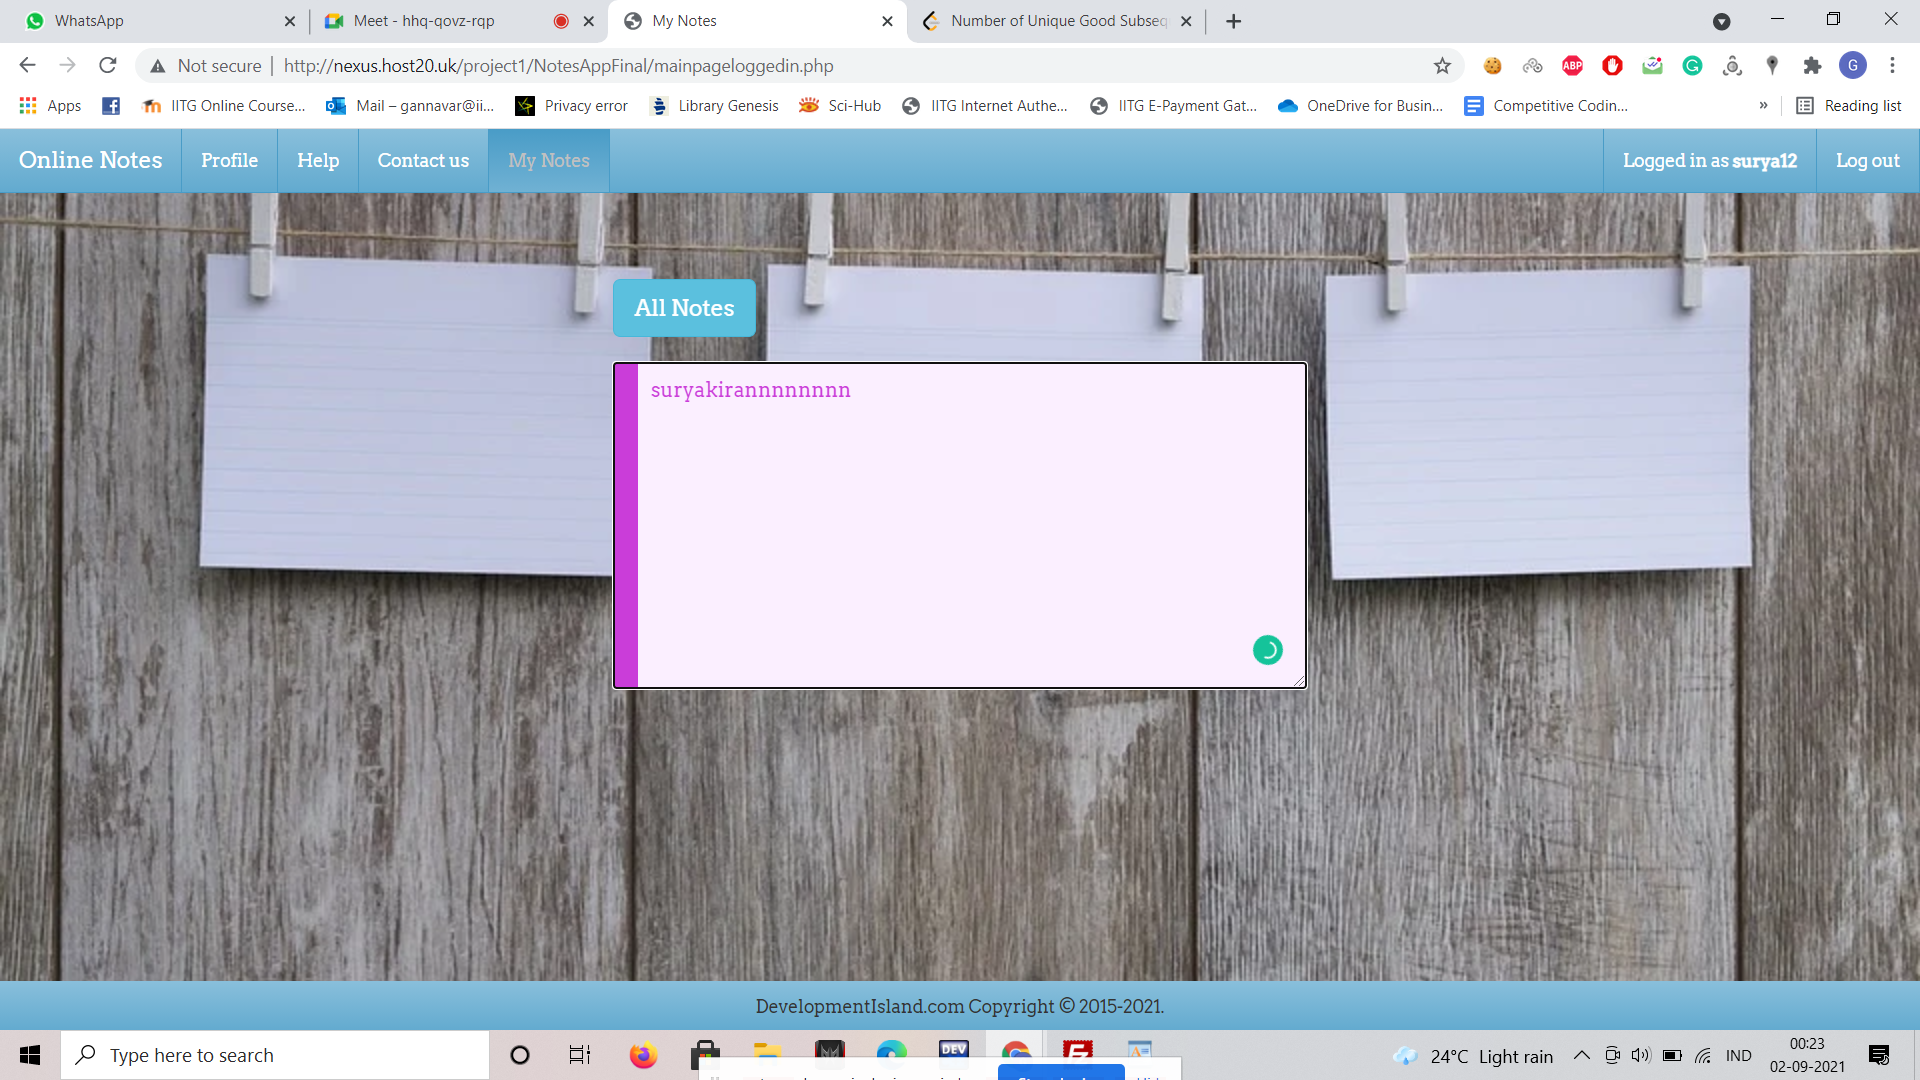 WhatsApp
Meet - hhq-qovz-rqp
My Notes
Number of Unique Good Subseq
Not secure | http://nexus.host20.uk/project1/NotesAppFinal/mainpageloggedin.php
ABP
G
Apps
IITG Online Course...
Mail – gannavar@ii...
Privacy error
Library Genesis
Sci-Hub
IITG Internet Authe...
IITG E-Payment Gat...
OneDrive for Busin...
Competitive Codin...
»
Reading list
Online Notes
Profile
Help
Contact us
My Notes
Logged in as surya12
Log out
All Notes
suryakirannnnnnnn
DevelopmentIsland.com Copyright © 2015-2021.
Type here to search
DEV
24°C Light rain
IND
00:23
02-09-2021